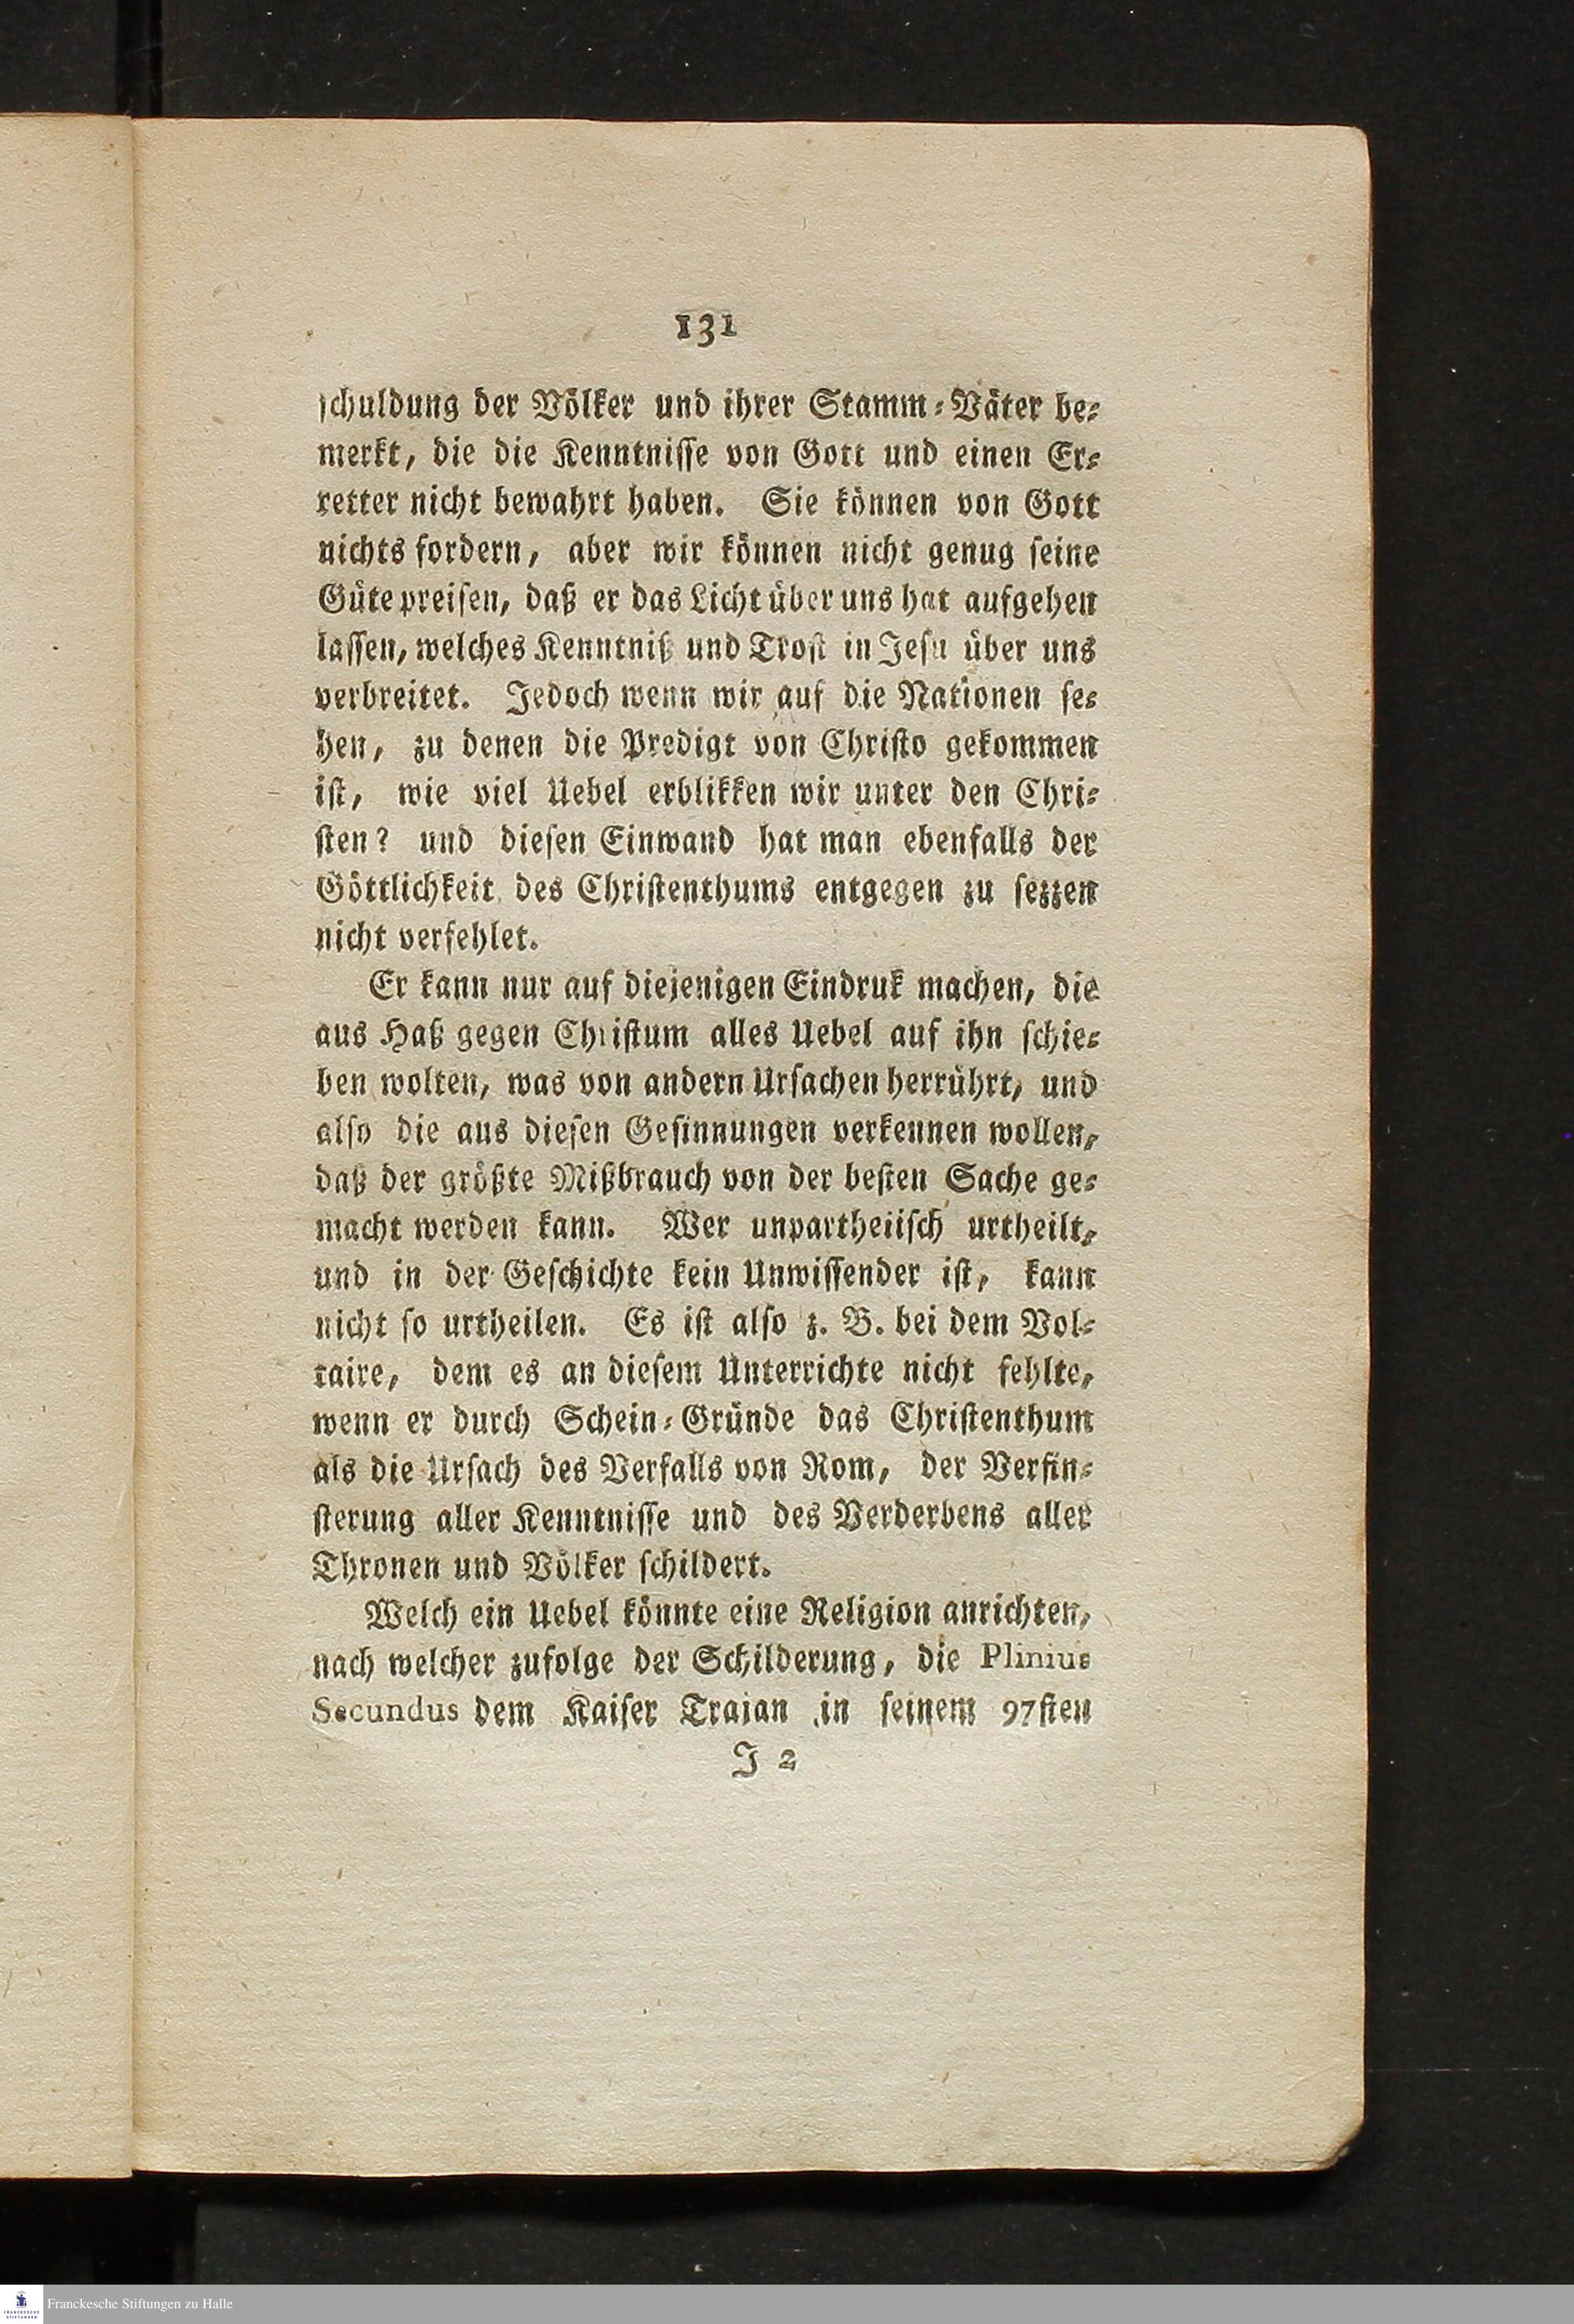 131
ſchuldung der Völker und ihrer Stamm⸗Väter be⸗
merkt, die die Kenntniſſe von Gott und einen Er⸗
retter nicht bewahrt haben. Sie können von Gott
nichts fordern, aber wir können nicht genug ſeine
Güte preiſen, daß er das Licht über uns hat aufgehen
laſſen, welches Kenntniß und Troſt in Jeſu über uns
verbreitet. Jedoch wenn wir auf die Nationen ſe⸗
hen, zu denen die Predigt von Chriſto gekommen
iſt, wie viel Uebel erblikken wir unter den Chri⸗
ſten? und dieſen Einwand hat man ebenfalls der
Göttlichkeit des Chriſtenthums entgegen zu ſezzen
nicht verfehlet.
Er kann nur auf diejenigen Eindruk machen, die
aus Haß gegen Chriſtum alles Uebel auf ihn ſchie⸗
ben wolten, was von andern Urſachen herrührt, und
alſo die aus dieſen Geſinnungen verkennen wollen,
daß der größte Mißbrauch von der beſten Sache ge⸗
macht werden kann. Wer unpartheiiſch urtheilt,
und in der Geſchichte kein Unwiſſender iſt, kann
nicht ſo urtheilen. Es iſt alſo z. B. bei dem Vol⸗
taire, dem es an dieſem Unterrichte nicht fehlte,
wenn er durch Schein⸗Gründe das Chriſtenthum
als die Urſach des Verfalls von Rom, der Verfin⸗
ſterung aller Kenntniſſe und des Verderbens aller
Thronen und Völker ſchildert.
Welch ein Uebel könnte eine Religion anrichten,
nach welcher zufolge der Schilderung, die Plinius
Secundus dem Kaiſer Trajan in ſeinem 97ſten
J 2
FRANCKESCHE STIFTUNGEN
Franckesche Stiftungen zu Halle